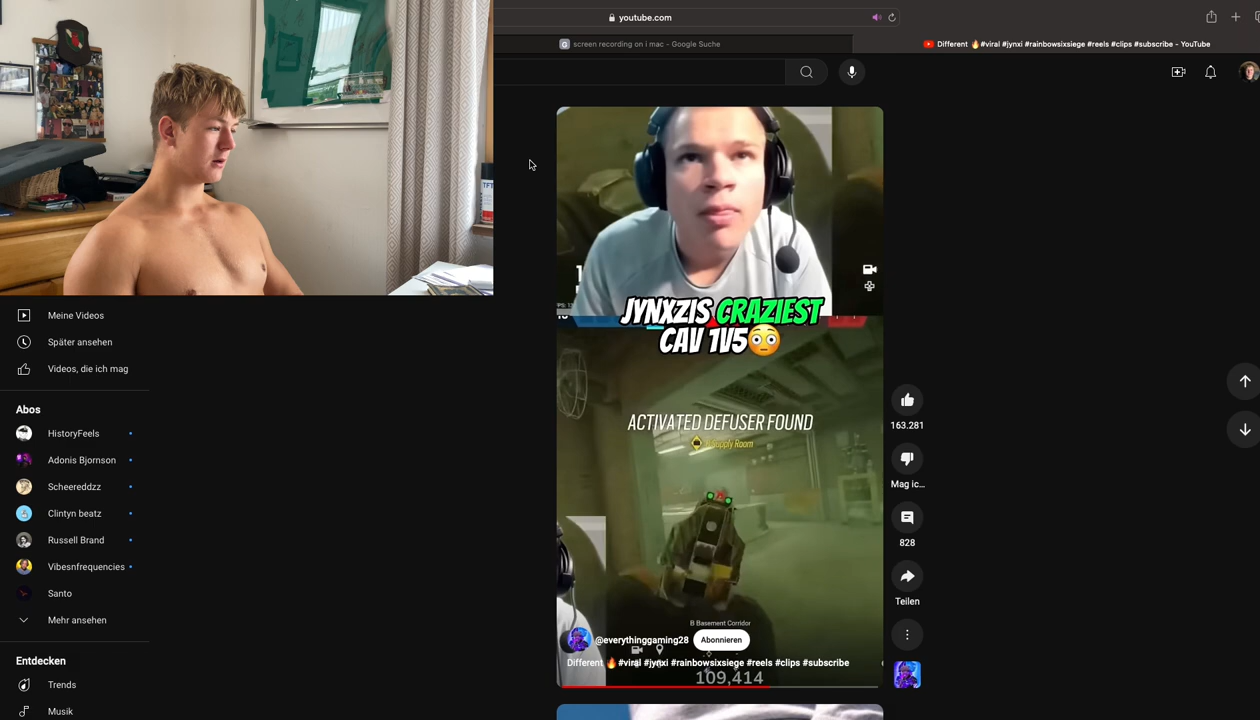 youtube.com
screen recording on i mac - Google Suche
Different 🔥#viral #jynxi #rainbowsixsiege #reels #clips #subscribe - YouTube
TFT
Meine Videos
Später ansehen
Videos, die ich mag
Abos
HistoryFeels
Adonis Bjornson
Scheereddzz
Clintyn beatz
Russell Brand
Vibesnfrequencies
Santo
Mehr ansehen
Entdecken
Trends
Musik
JYNXZIS CRAZIEST
CAV 1V5😳
ACTIVATED DEFUSER FOUND
B Supply Room
B Basement Corridor
@everythinggaming28
Abonnieren
Different 🔥#viral #jynxi #rainbowsixsiege #reels #clips #subscribe
109,414
163.281
Mag ic...
828
Teilen